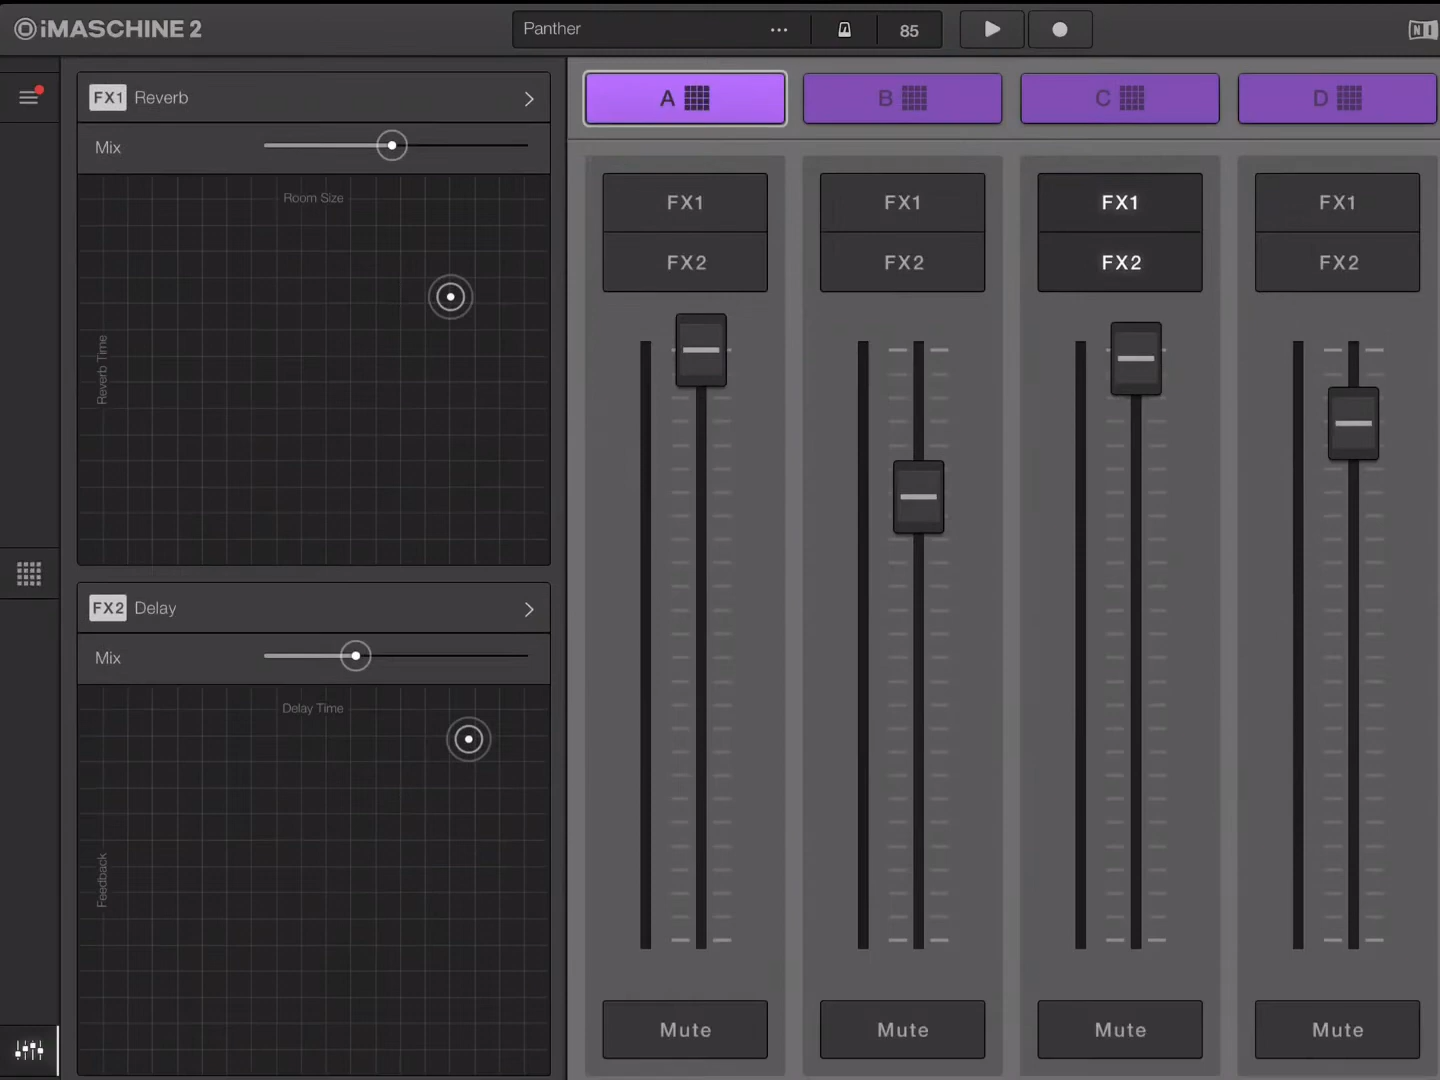 iMASCHINE 2
Panther ... 85
NI
FX1 Reverb
Mix
Room Size
Reverb Time
FX2 Delay
Mix
Delay Time
Feedback
A B C D
FX1 FX1 FX1 FX1
FX2 FX2 FX2 FX2
Mute Mute Mute Mute